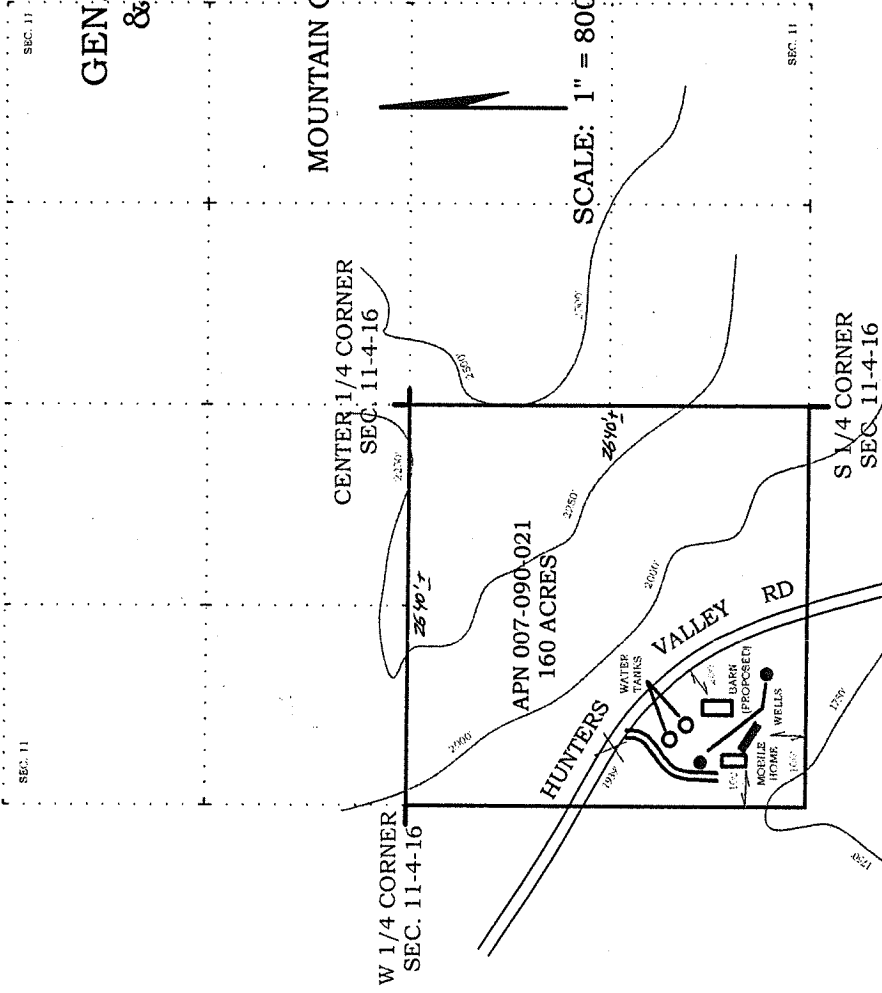 SEC. 11
GEN
&
SEC. 11
MOUNTAIN C
SCALE: 1" = 800
SEC. 11
CENTER 1/4 CORNER
SEC. 11-4-16
W 1/4 CORNER
SEC. 11-4-16
S 1/4 CORNER
SEC. 11-4-16
2640'±
2640'±
2500'
2250'
2000'
2000'
1750'
APN 007-090-021
160 ACRES
HUNTERS
VALLEY
RD
WATER
TANKS
BARN
(PROPOSED)
WELLS
MOBILE
HOME